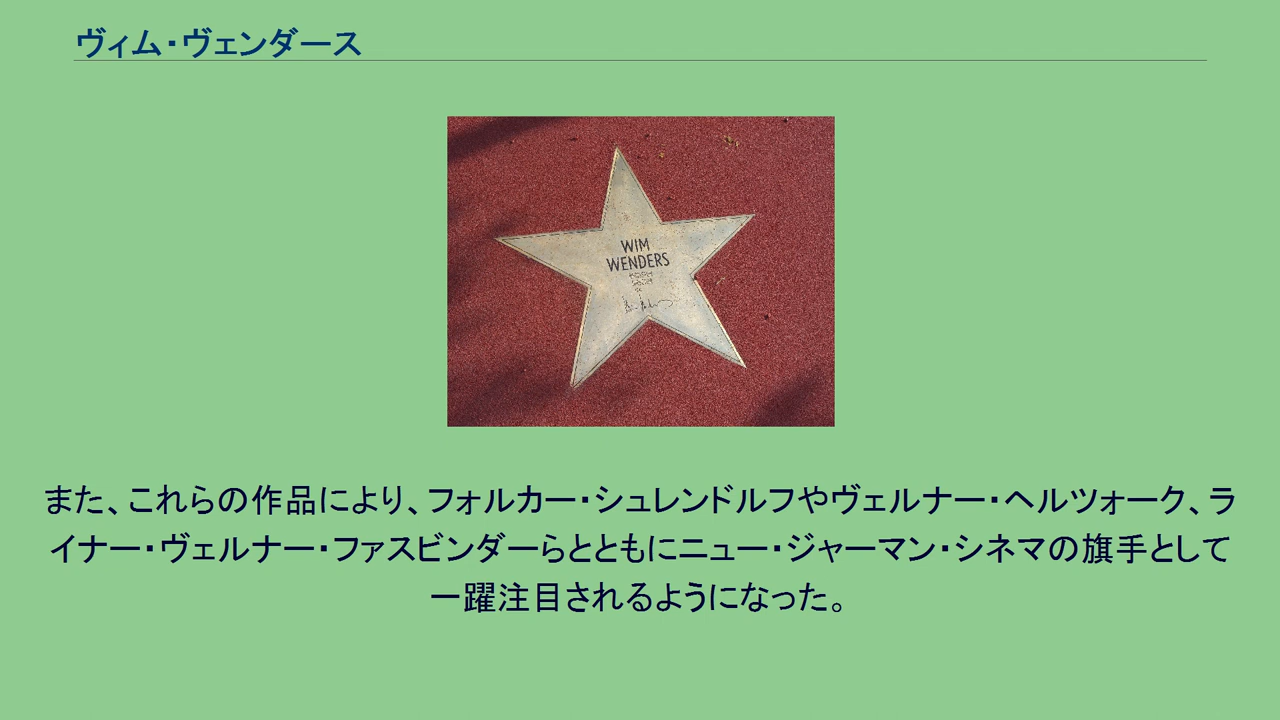 ヴィム・ヴェンダース
WIM
WENDERS
また、これらの作品により、フォルカー・シュレンドルフやヴェルナー・ヘルツォーク、ラ
イナー・ヴェルナー・ファスビンダーらとともにニュー・ジャーマン・シネマの旗手として
一躍注目されるようになった。